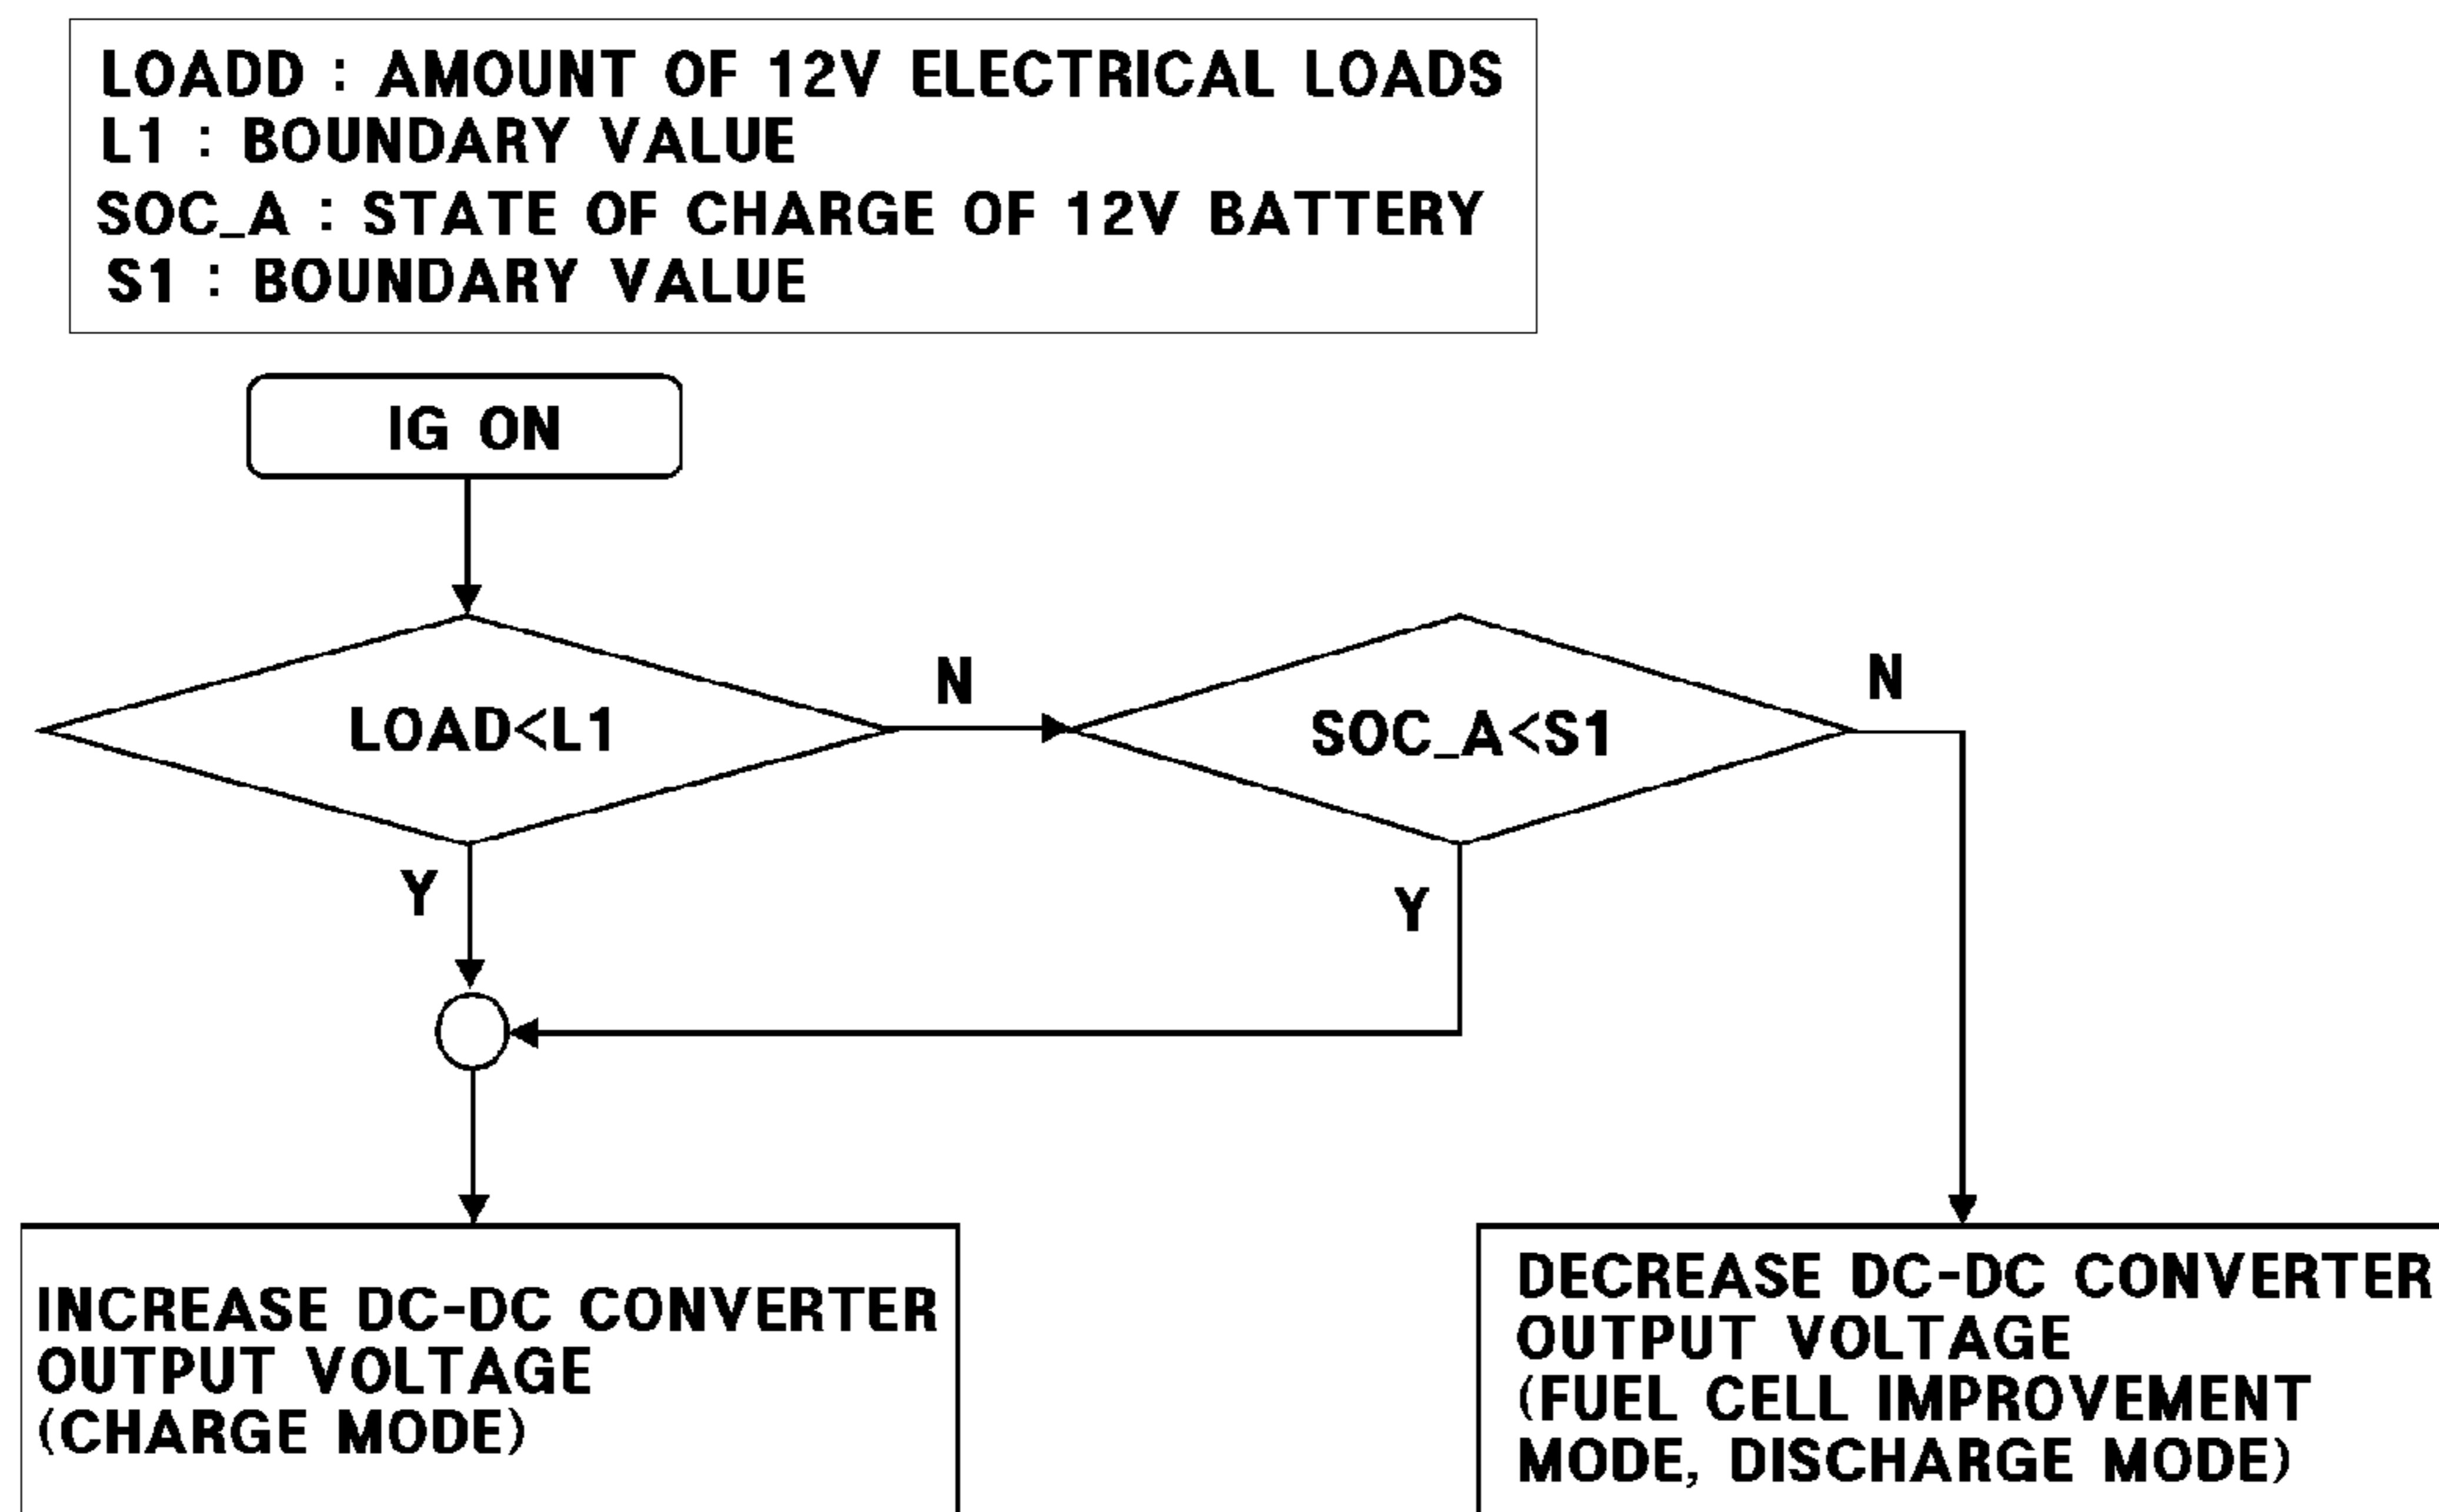 LOADD : AMOUNT OF 12V ELECTRICAL LOADS
L1 : BOUNDARY VALUE
SOC_A : STATE OF CHARGE OF 12V BATTERY
S1 : BOUNDARY VALUE
IG ON
LOAD<L1
N
SOC_A<S1
N
Y
Y
INCREASE DC-DC CONVERTER
OUTPUT VOLTAGE
(CHARGE MODE)
DECREASE DC-DC CONVERTER
OUTPUT VOLTAGE
(FUEL CELL IMPROVEMENT
MODE, DISCHARGE MODE)